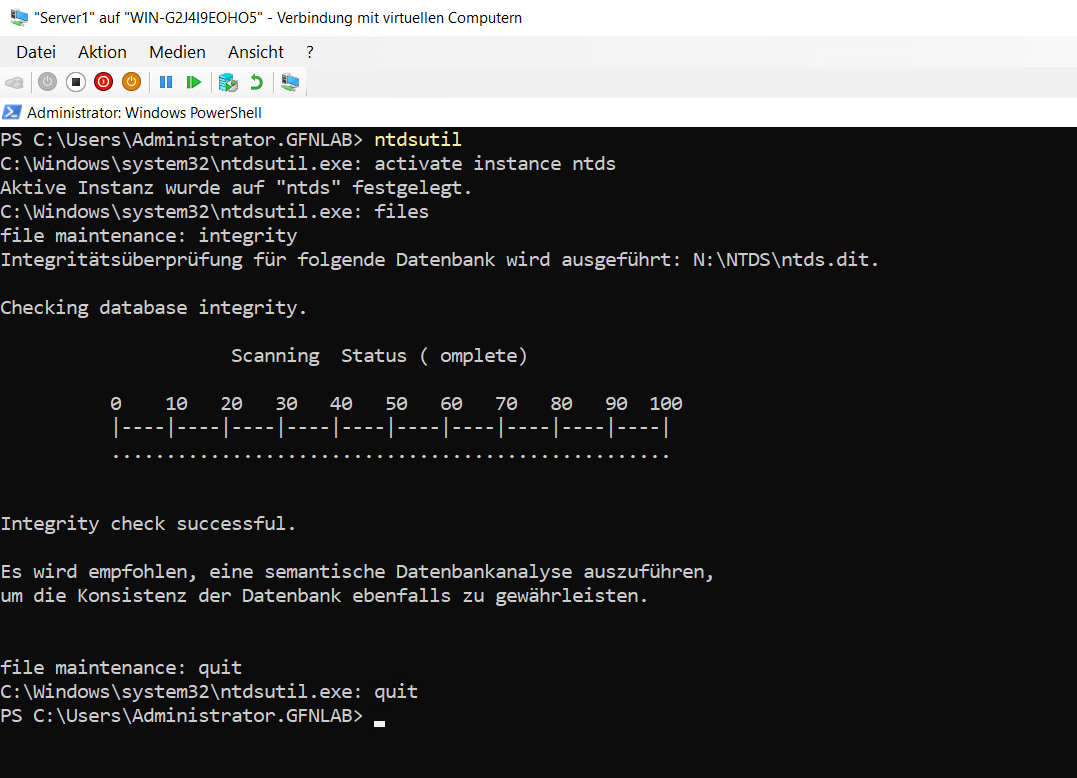 "Server1" auf "WIN-G2J4I9EOHO5" - Verbindung mit virtuellen Computern
Datei Aktion Medien Ansicht ?
Administrator: Windows PowerShell
PS C:\Users\Administrator.GFNLAB> ntdsutil
C:\Windows\system32\ntdsutil.exe: activate instance ntds
Aktive Instanz wurde auf "ntds" festgelegt.
C:\Windows\system32\ntdsutil.exe: files
file maintenance: integrity
Integritätsüberprüfung für folgende Datenbank wird ausgeführt: N:\NTDS\ntds.dit.
Checking database integrity.
Scanning  Status ( omplete)
0    10   20   30   40   50   60   70   80   90  100
|----|----|----|----|----|----|----|----|----|----|
...................................................
Integrity check successful.
Es wird empfohlen, eine semantische Datenbankanalyse auszuführen,
um die Konsistenz der Datenbank ebenfalls zu gewährleisten.
file maintenance: quit
C:\Windows\system32\ntdsutil.exe: quit
PS C:\Users\Administrator.GFNLAB>